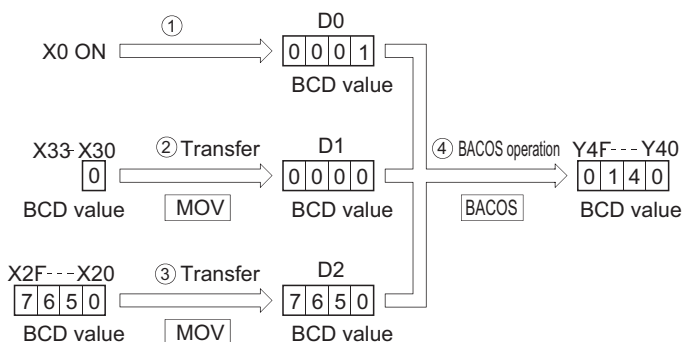 ①
D0
X0 ON
0 0 0 1
BCD value
X33-X30
② Transfer
D1
④ BACOS operation
Y4F---Y40
0
0 0 0 0
0 1 4 0
BCD value
MOV
BCD value
BACOS
BCD value
X2F---X20
③ Transfer
D2
7 6 5 0
7 6 5 0
BCD value
MOV
BCD value